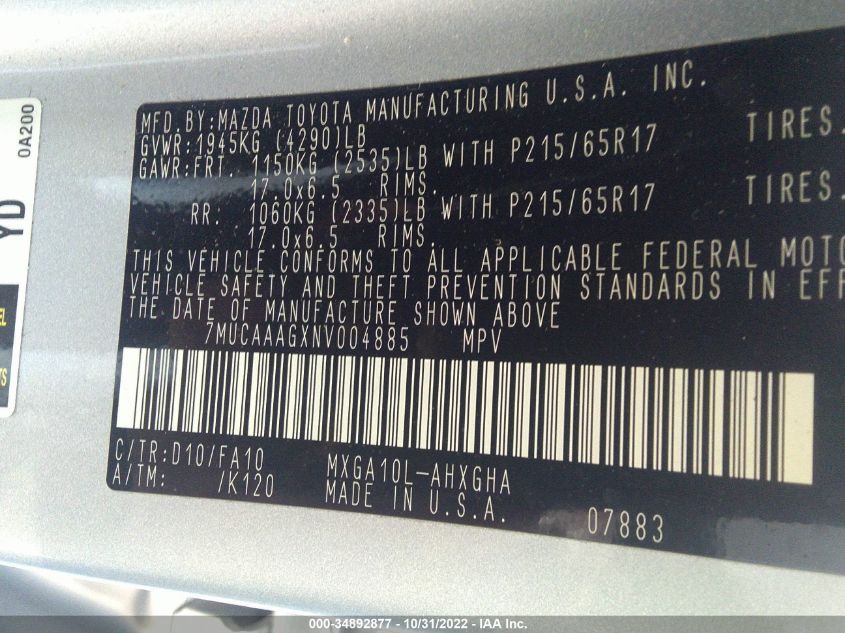 MFD.BY:MAZDA TOYOTA MANUFACTURING U.S.A. INC.
GVWR:1945KG (4290)LB
GAWR:FRT. 1150KG (2535)LB WITH P215/65R17 TIRES.
17.0x6.5 RIMS.
RR. 1060KG (2335)LB WITH P215/65R17 TIRES.
17.0x6.5 RIMS.
THIS VEHICLE CONFORMS TO ALL APPLICABLE FEDERAL MOTO
VEHICLE SAFETY AND THEFT PREVENTION STANDARDS IN EFF
THE DATE OF MANUFACTURE SHOWN ABOVE
7MUCAAAGXNV004885 MPV
C/TR:D10/FA10 MXGA10L-AHXGHA
A/TM: /K120 MADE IN U.S.A. 07883
0A200
YD
EL
TS
000-34892877 - 10/31/2022 - IAA Inc.